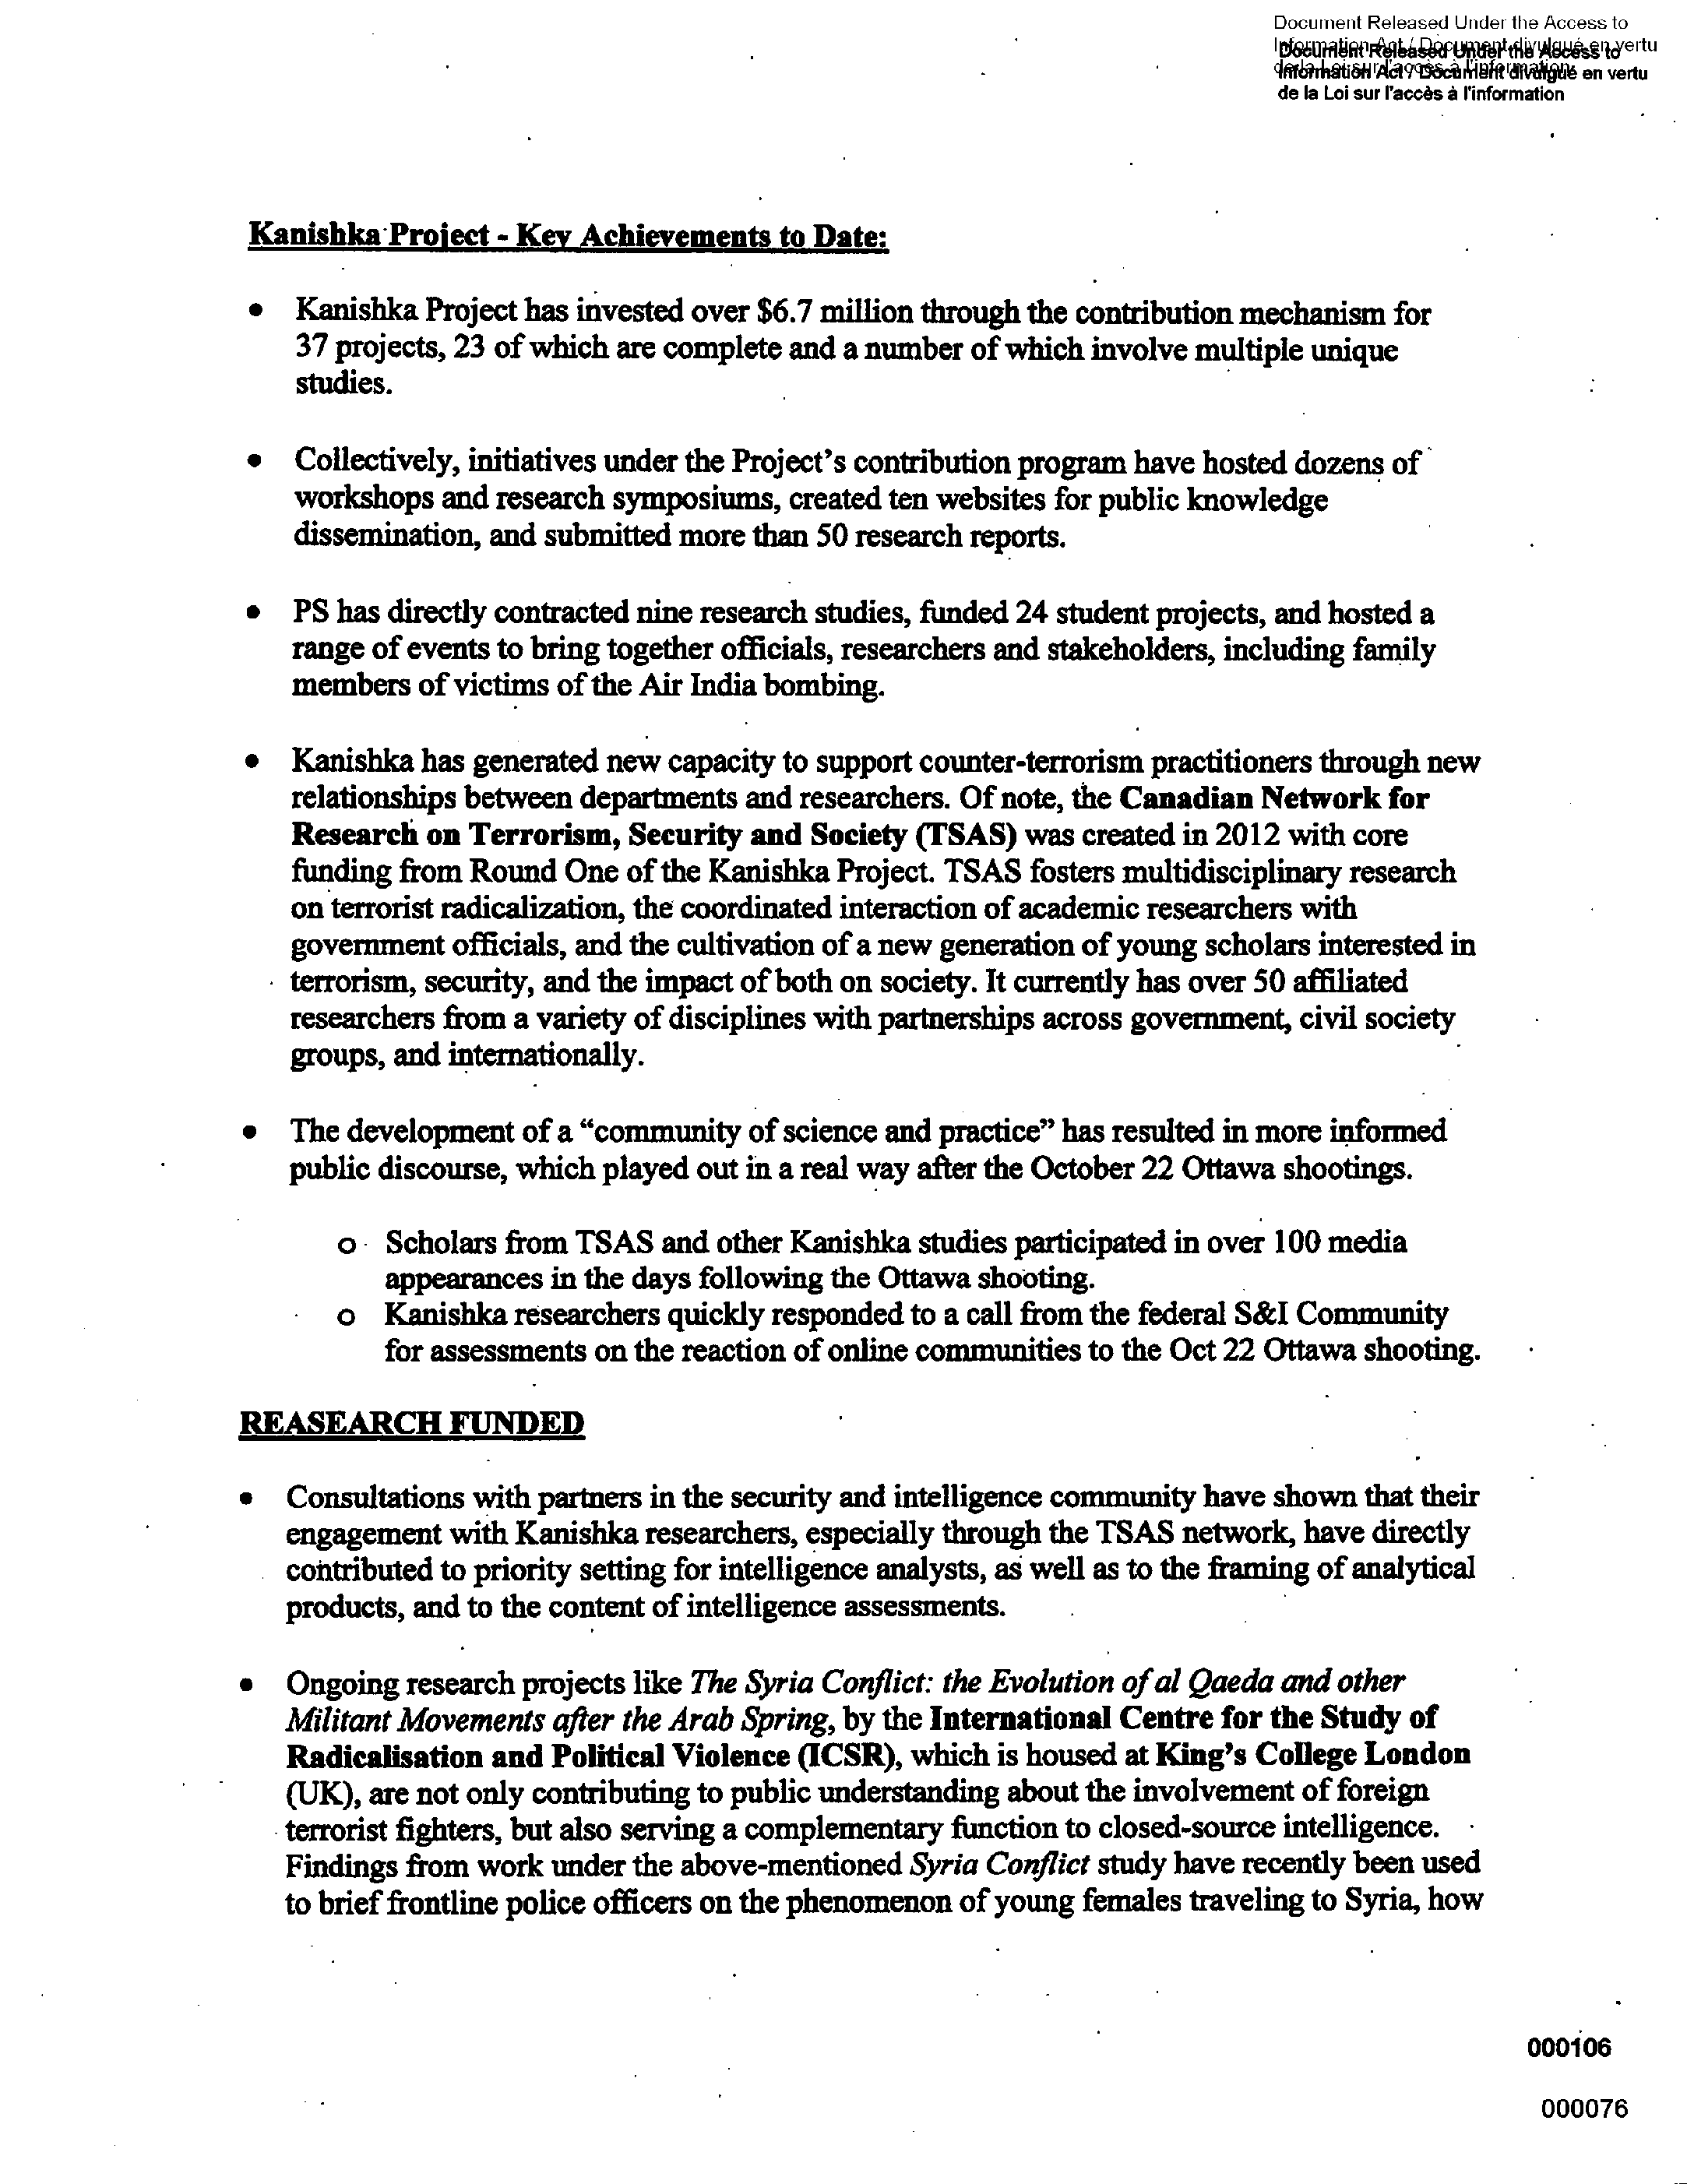 Document Released Under the Access to
Information Act / Document divulgué en vertu
Document Released Under the Access to
de la Loi sur l'accès à l'information
Information Act / Document divulgué en vertu
de la Loi sur l'accès à l'information
Kanishka Project - Key Achievements to Date:
• Kanishka Project has invested over $6.7 million through the contribution mechanism for
37 projects, 23 of which are complete and a number of which involve multiple unique
studies.
• Collectively, initiatives under the Project's contribution program have hosted dozens of
workshops and research symposiums, created ten websites for public knowledge
dissemination, and submitted more than 50 research reports.
• PS has directly contracted nine research studies, funded 24 student projects, and hosted a
range of events to bring together officials, researchers and stakeholders, including family
members of victims of the Air India bombing.
• Kanishka has generated new capacity to support counter-terrorism practitioners through new
relationships between departments and researchers. Of note, the Canadian Network for
Research on Terrorism, Security and Society (TSAS) was created in 2012 with core
funding from Round One of the Kanishka Project. TSAS fosters multidisciplinary research
on terrorist radicalization, the coordinated interaction of academic researchers with
government officials, and the cultivation of a new generation of young scholars interested in
terrorism, security, and the impact of both on society. It currently has over 50 affiliated
researchers from a variety of disciplines with partnerships across government, civil society
groups, and internationally.
• The development of a “community of science and practice” has resulted in more informed
public discourse, which played out in a real way after the October 22 Ottawa shootings.
o Scholars from TSAS and other Kanishka studies participated in over 100 media
appearances in the days following the Ottawa shooting.
o Kanishka researchers quickly responded to a call from the federal S&I Community
for assessments on the reaction of online communities to the Oct 22 Ottawa shooting.
REASEARCH FUNDED
• Consultations with partners in the security and intelligence community have shown that their
engagement with Kanishka researchers, especially through the TSAS network, have directly
contributed to priority setting for intelligence analysts, as well as to the framing of analytical
products, and to the content of intelligence assessments.
• Ongoing research projects like The Syria Conflict: the Evolution of al Qaeda and other
Militant Movements after the Arab Spring, by the International Centre for the Study of
Radicalisation and Political Violence (ICSR), which is housed at King's College London
(UK), are not only contributing to public understanding about the involvement of foreign
terrorist fighters, but also serving a complementary function to closed-source intelligence.
Findings from work under the above-mentioned Syria Conflict study have recently been used
to brief frontline police officers on the phenomenon of young females traveling to Syria, how
000106
000076